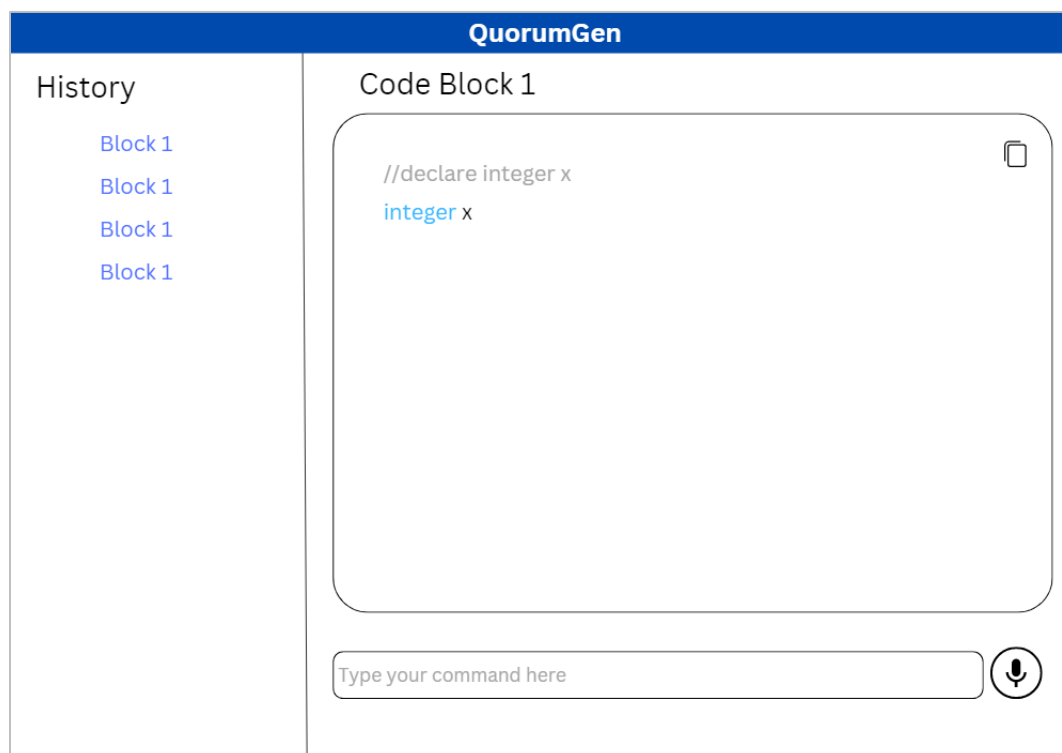 QuorumGen
History
Block 1
Block 1
Block 1
Block 1
Code Block 1
//declare integer x
integer x
Type your command here